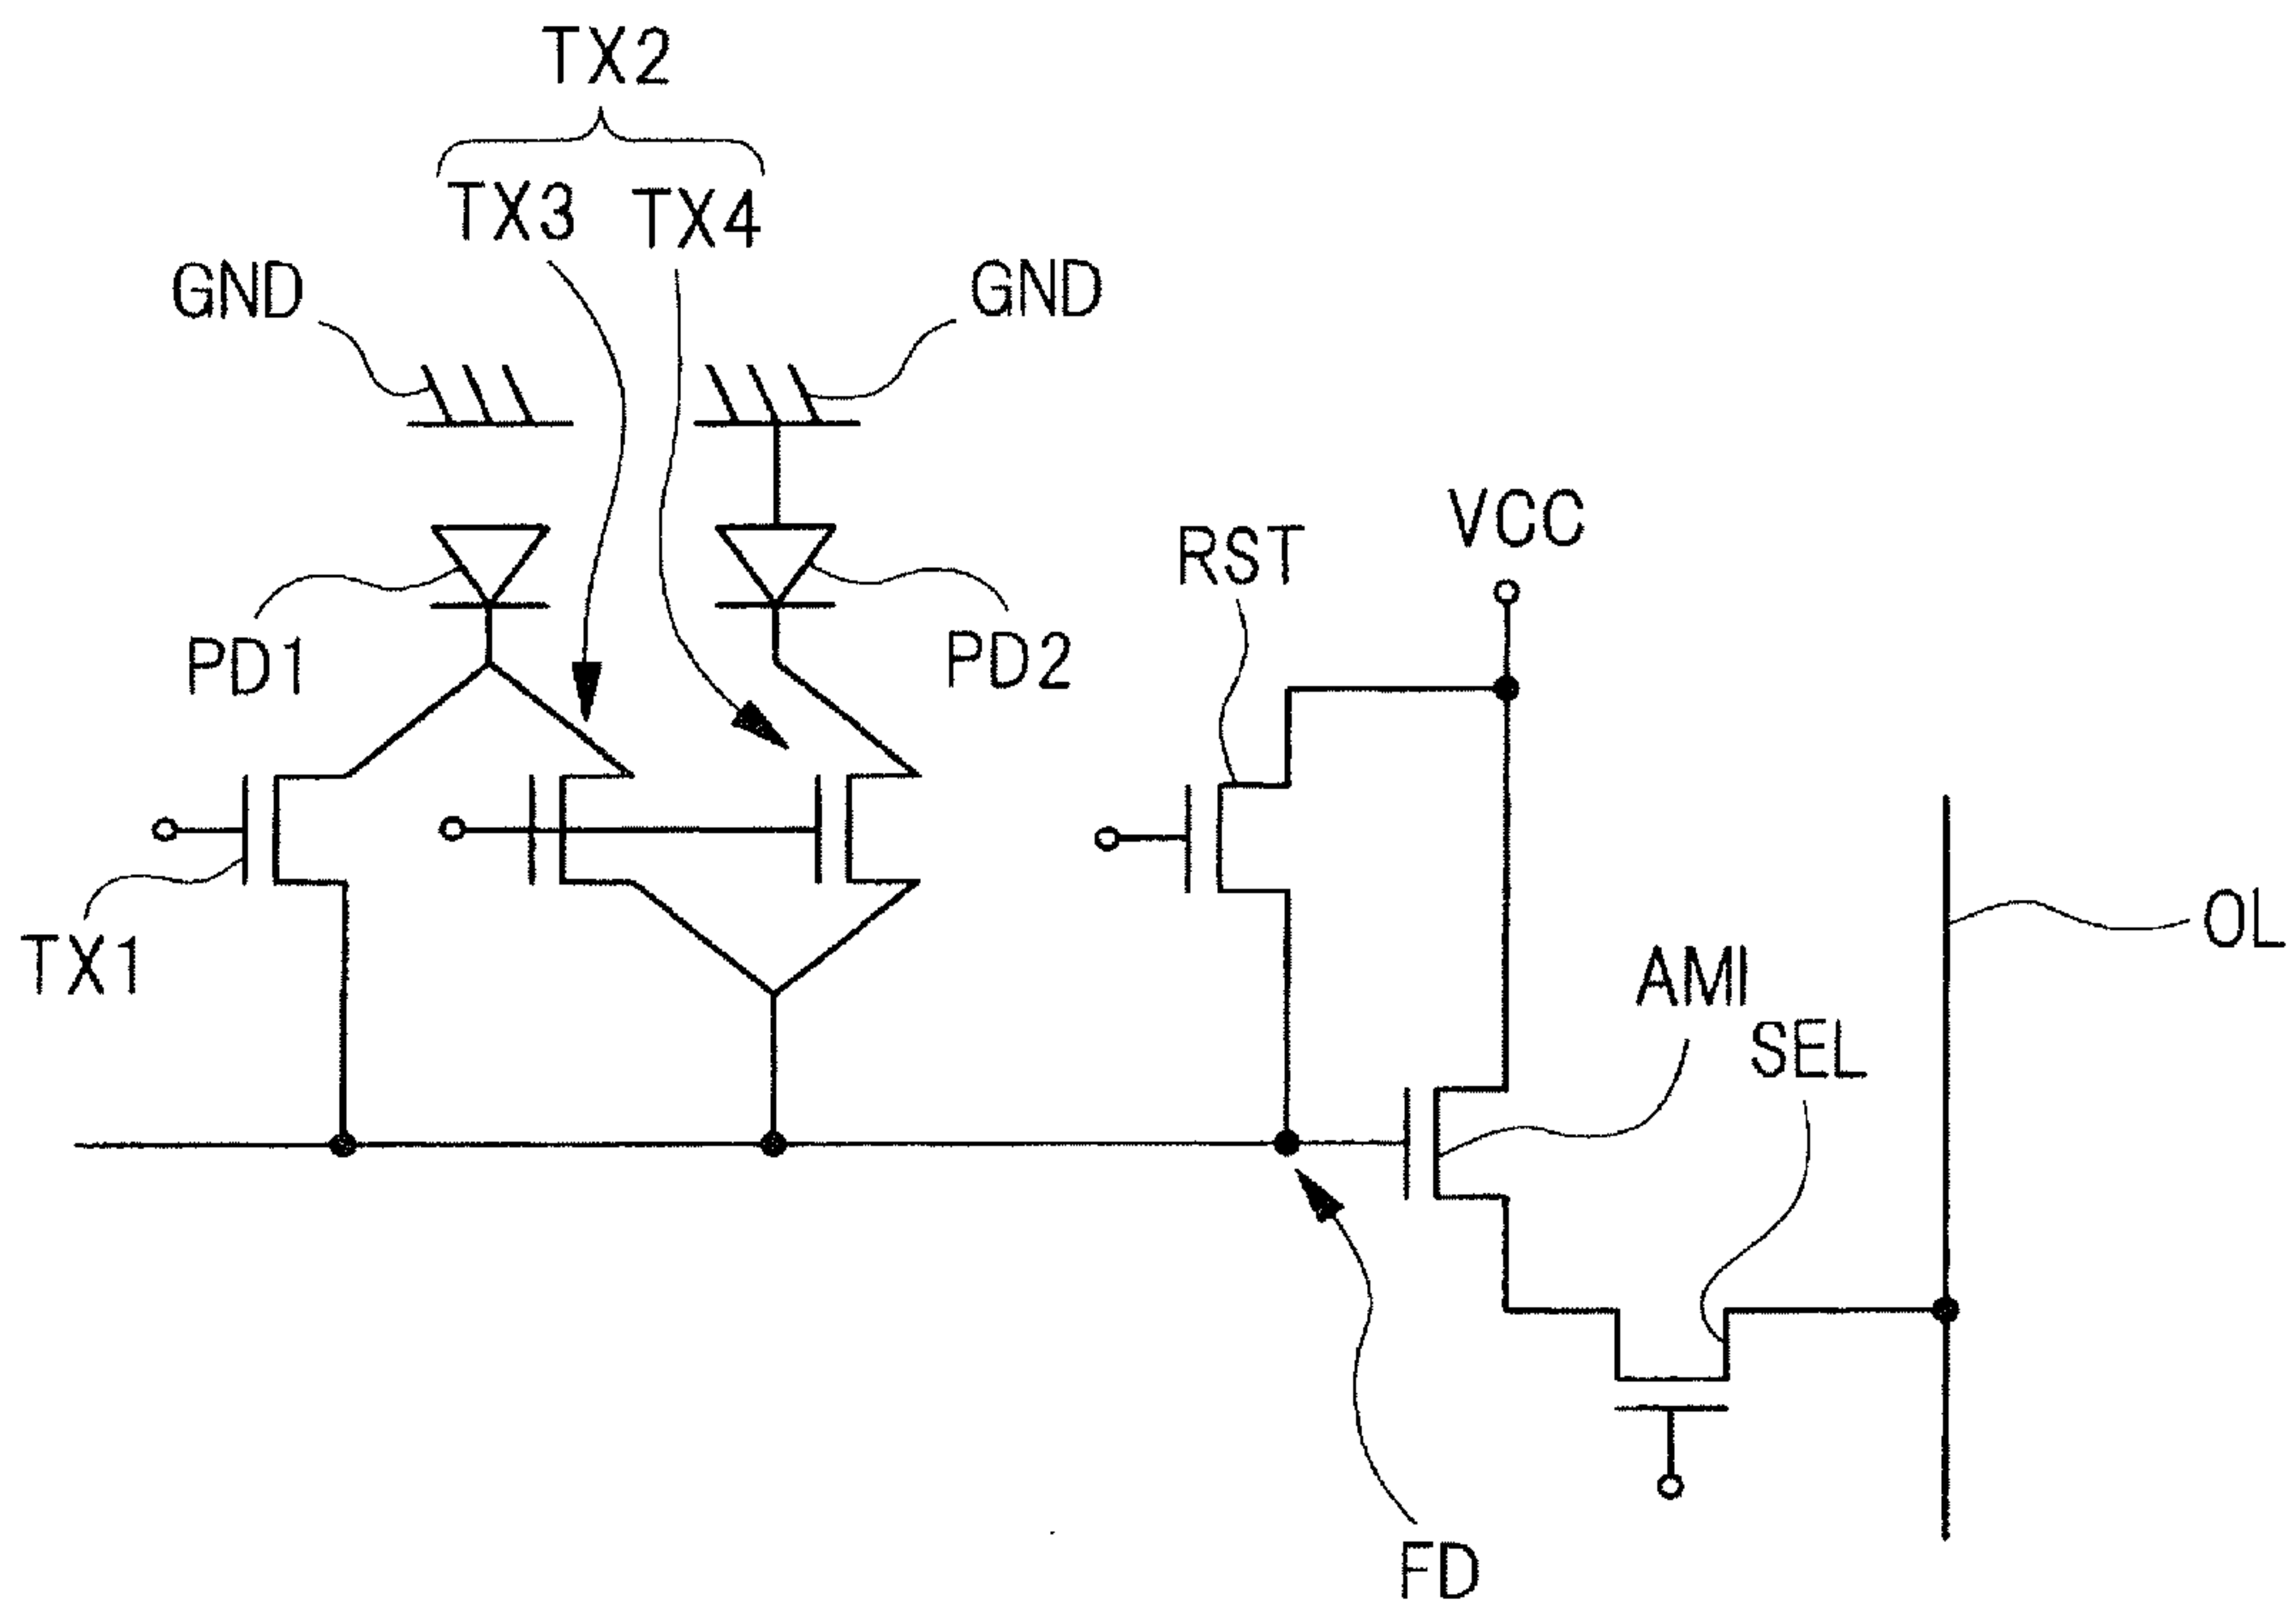 TX2
TX3 TX4
GND GND
VCC
RST
PD1 PD2
OL
TX1 AMI
SEL
FD